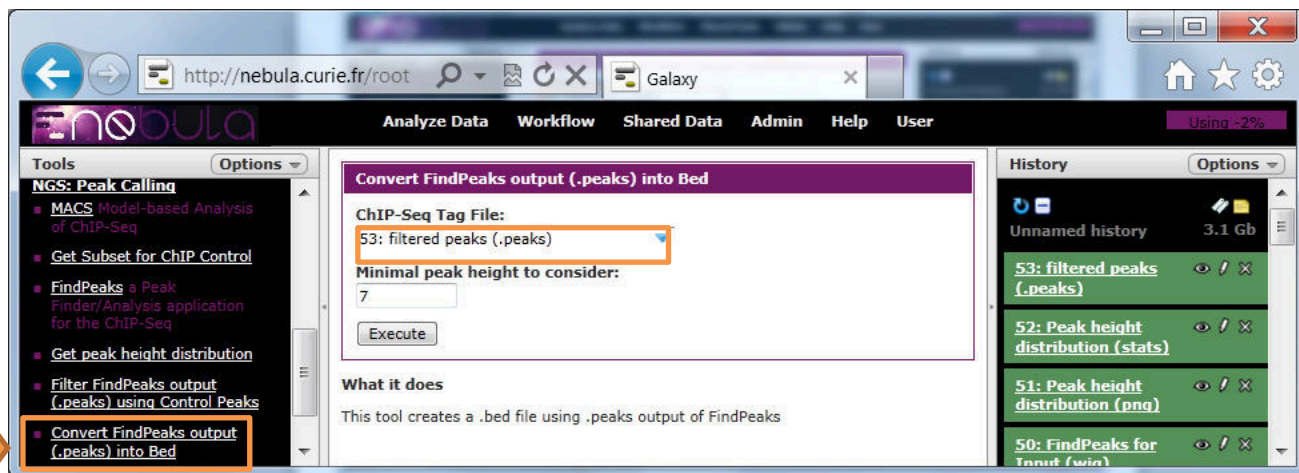 http://nebula.curie.fr/root
Galaxy
nebula
Analyze Data Workflow Shared Data Admin Help User
Using -2%
Tools Options
NGS: Peak Calling
MACS Model-based Analysis
of ChIP-Seq
Get Subset for ChIP Control
FindPeaks a Peak
Finder/Analysis application
for the ChIP-Seq
Get peak height distribution
Filter FindPeaks output
(.peaks) using Control Peaks
Convert FindPeaks output
(.peaks) into Bed
Convert FindPeaks output (.peaks) into Bed
ChIP-Seq Tag File:
53: filtered peaks (.peaks)
Minimal peak height to consider:
7
Execute
What it does
This tool creates a .bed file using .peaks output of FindPeaks
History Options
Unnamed history 3.1 Gb
53: filtered peaks
(.peaks)
52: Peak height
distribution (stats)
51: Peak height
distribution (png)
50: FindPeaks for
Input (wig)